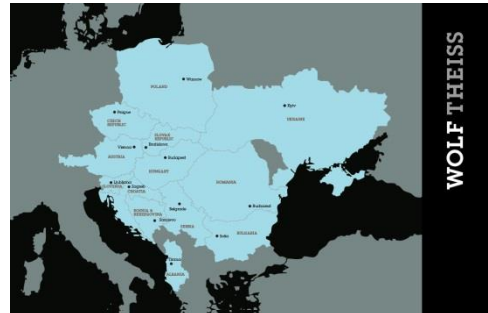 POLAND
Warsaw
Prague
CZECH
REPUBLIC
Kyiv
UKRAINE
SLOVAK
REPUBLIC
Bratislava
Vienna
AUSTRIA
Budapest
HUNGARY
Ljubljana
SLOVENIA
Zagreb
CROATIA
ROMANIA
Belgrade
BOSNIA &
HERZEGOVINA
Sarajevo
SERBIA
Bucharest
Sofia
BULGARIA
Tirana
ALBANIA
WOLF THEISS